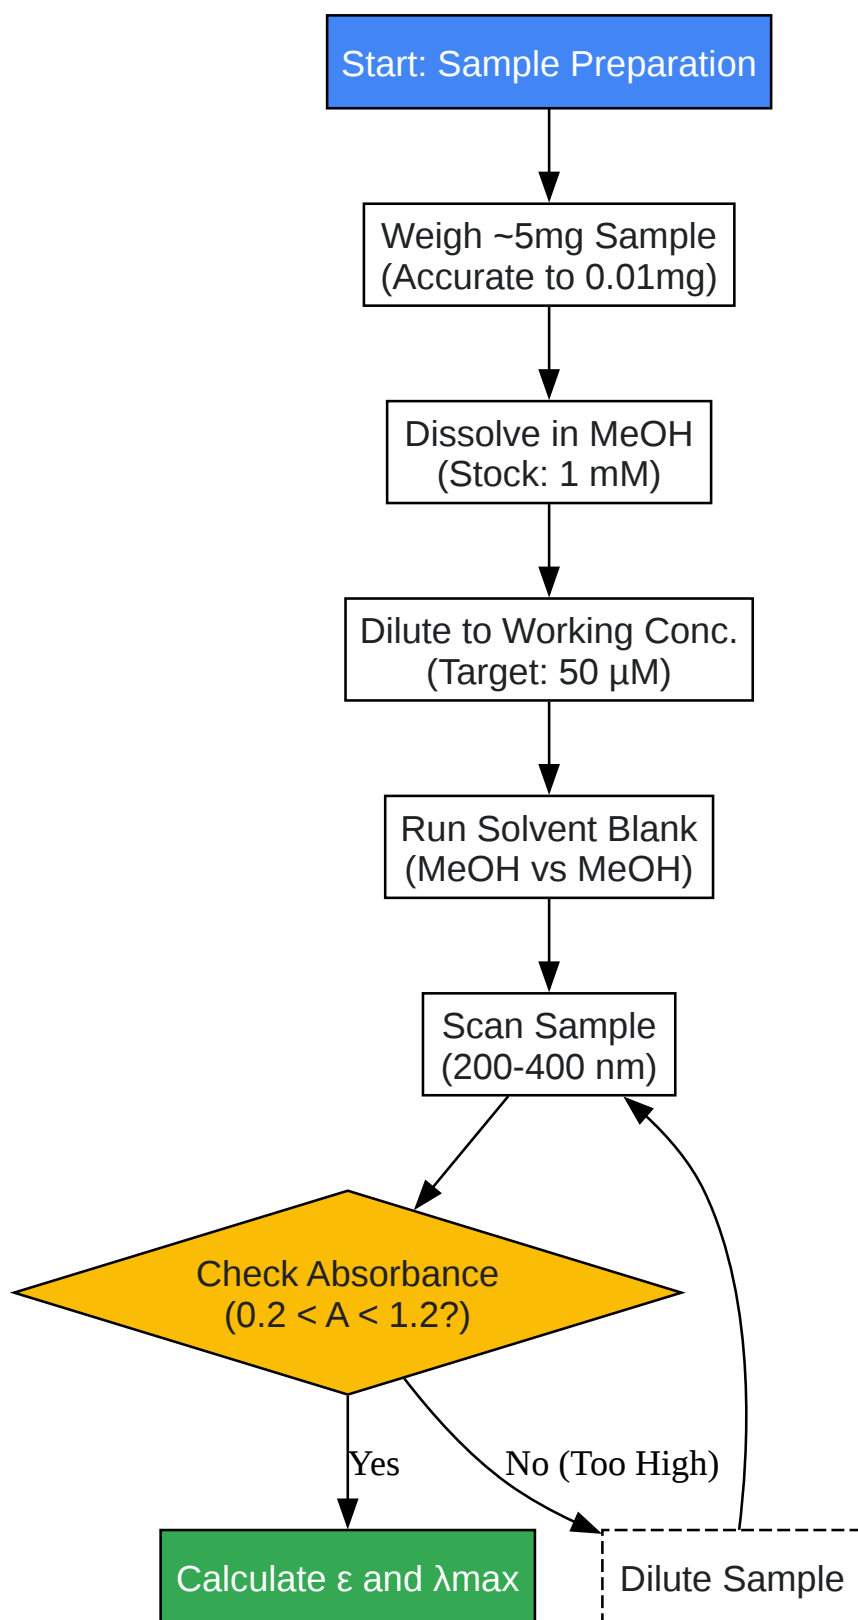 Start: Sample Preparation
Weigh ~5mg Sample
(Accurate to 0.01mg)
Dissolve in MeOH
(Stock: 1 mM)
Dilute to Working Conc.
(Target: 50 µM)
Run Solvent Blank
(MeOH vs MeOH)
Scan Sample
(200-400 nm)
Check Absorbance
(0.2 < A < 1.2?)
Yes
No (Too High)
Calculate ε and λmax
Dilute Sample